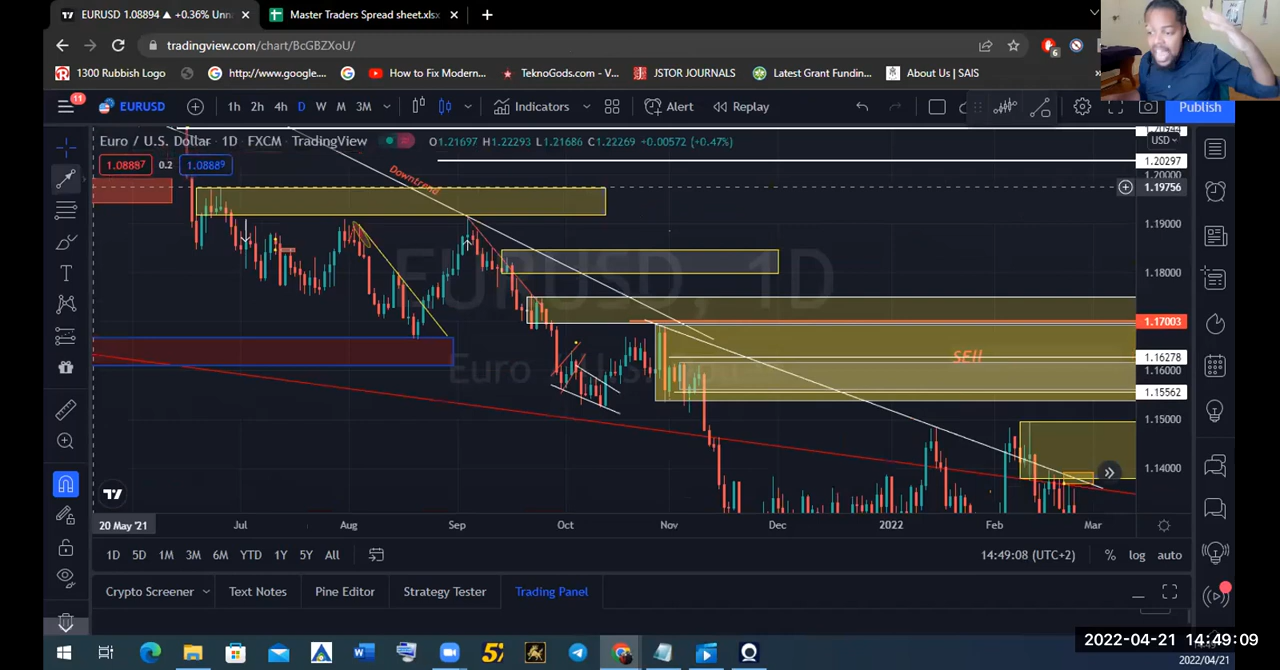 EURUSD 1.08894 ▲ +0.36% Unn
Master Traders Spread sheet.xlsx
tradingview.com/chart/BcGBZXoU/
6
1300 Rubbish Logo
http://www.google....
How to Fix Modern...
TeknoGods.com - V...
JSTOR JOURNALS
Latest Grant Fundin...
About Us | SAIS
»
11
EURUSD
1h 2h 4h D W M 3M
Indicators
Alert
Replay
Publish
Euro / U.S. Dollar · 1D · FXCM TradingView
O1.21697 H1.22293 L1.21686 C1.22269 +0.00572 (+0.47%)
USD
1.08887 0.2 1.08889
Downtrend
1.20297
1.20000
1.19756
1.19000
1.18000
EURUSD, 1D
1.17003
SEll
1.16278
1.16000
1.15562
1.15000
1.14000
20 May '21
Jul Aug Sep Oct Nov Dec 2022 Feb Mar
1D 5D 1M 3M 6M YTD 1Y 5Y All
14:49:08 (UTC+2)
% log auto
Crypto Screener
Text Notes
Pine Editor
Strategy Tester
Trading Panel
2022-04-21 14:49:09
2022/04/21